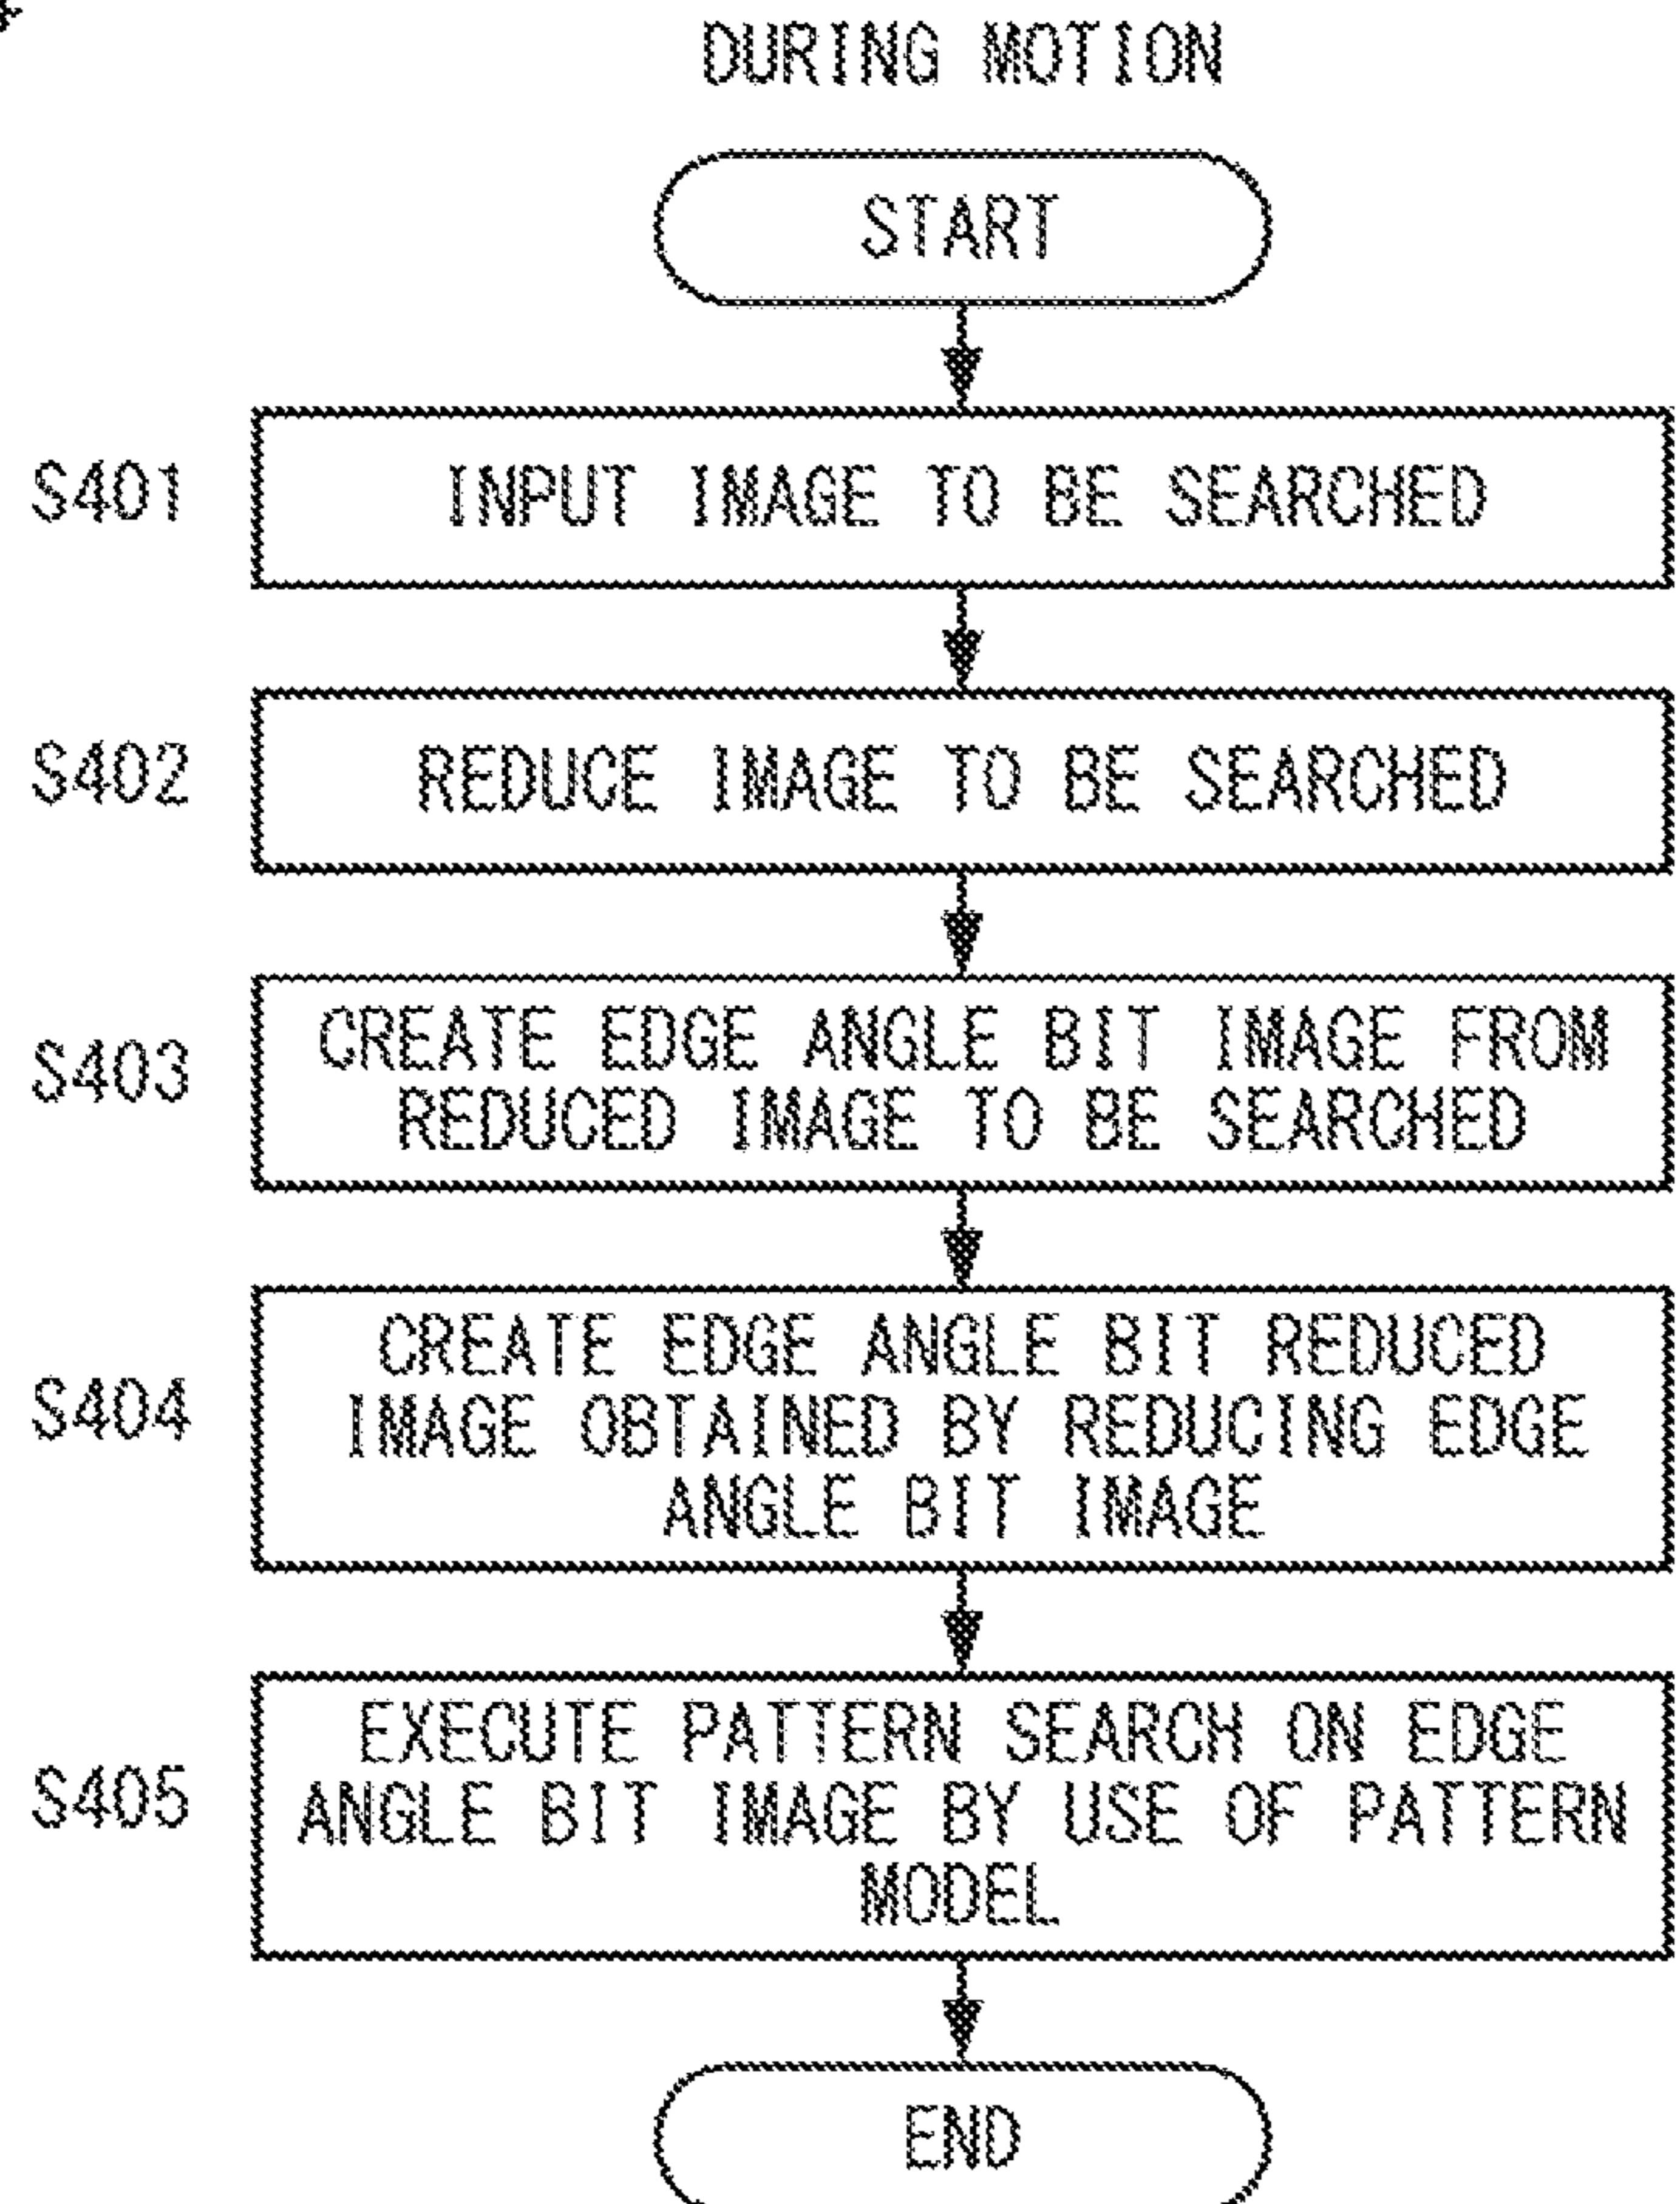 DURING MOTION
START
S401
INPUT IMAGE TO BE SEARCHED
S402
REDUCE IMAGE TO BE SEARCHED
S403
CREATE EDGE ANGLE BIT IMAGE FROM
REDUCED IMAGE TO BE SEARCHED
S404
CREATE EDGE ANGLE BIT REDUCED
IMAGE OBTAINED BY REDUCING EDGE
ANGLE BIT IMAGE
S405
EXECUTE PATTERN SEARCH ON EDGE
ANGLE BIT IMAGE BY USE OF PATTERN
MODEL
END